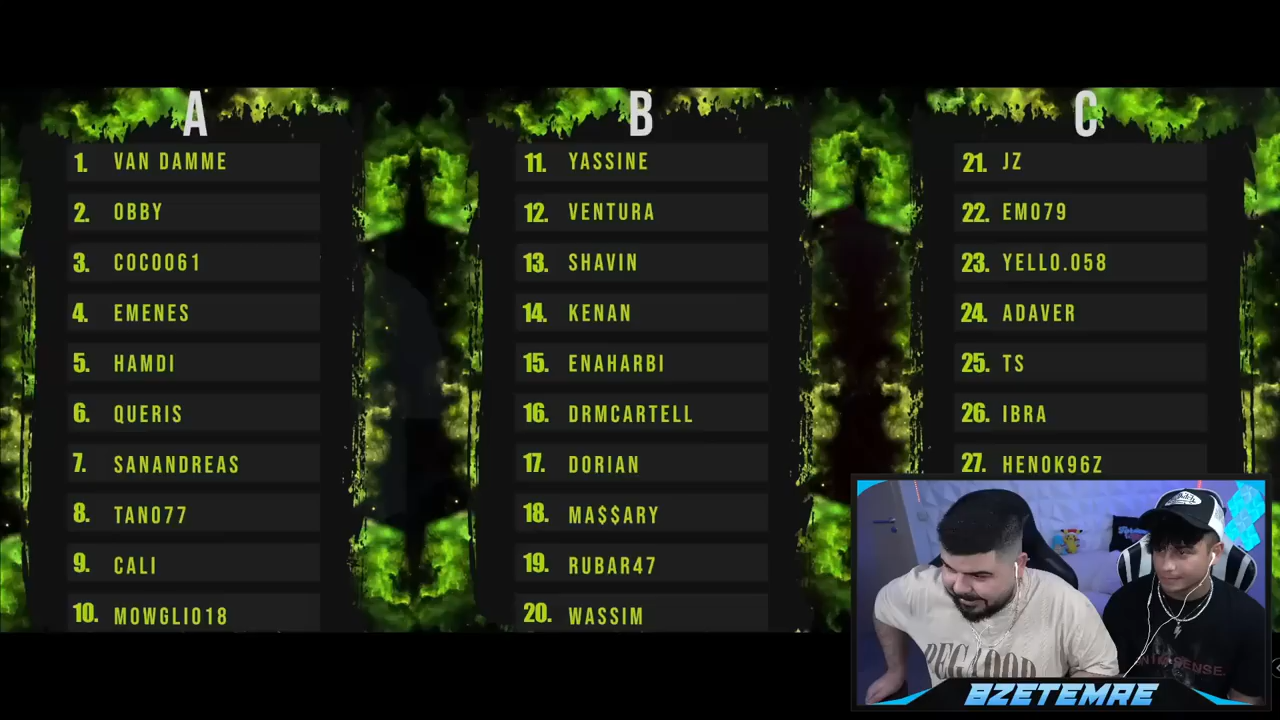 A
1. VAN DAMME
2. OBBY
3. COCO061
4. EMENES
5. HAMDI
6. QUERIS
7. SANANDREAS
8. TANO77
9. CALI
10. MOWGLI018
B
11. YASSINE
12. VENTURA
13. SHAVIN
14. KENAN
15. ENAHARBI
16. DRMCARTELL
17. DORIAN
18. MA$$ARY
19. RUBAR47
20. WASSIM
C
21. JZ
22. EMO79
23. YELLO.058
24. ADAVER
25. TS
26. IBRA
27. HENOK96Z
PEGADOR
BZETEMRE